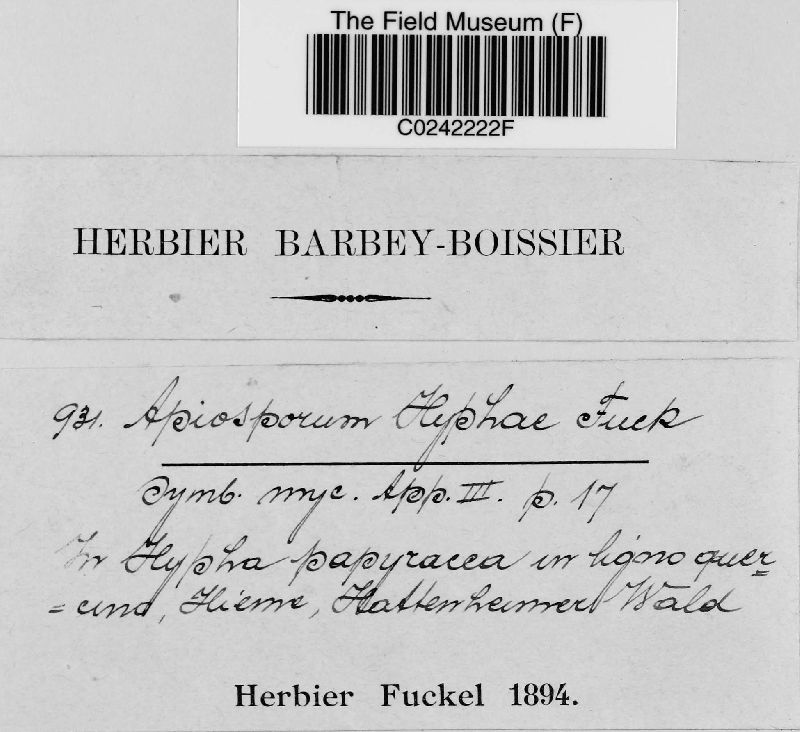 The Field Museum (F)
C0242222F
HERBIER BARBEY-BOISSIER
931. Apiosporum Hyphae Fuck
Symb. myc. App. III. p. 17
In Hypha papyracea in ligno quer=
=cino, Hieme, Hattenheimer Wald
Herbier Fuckel 1894.